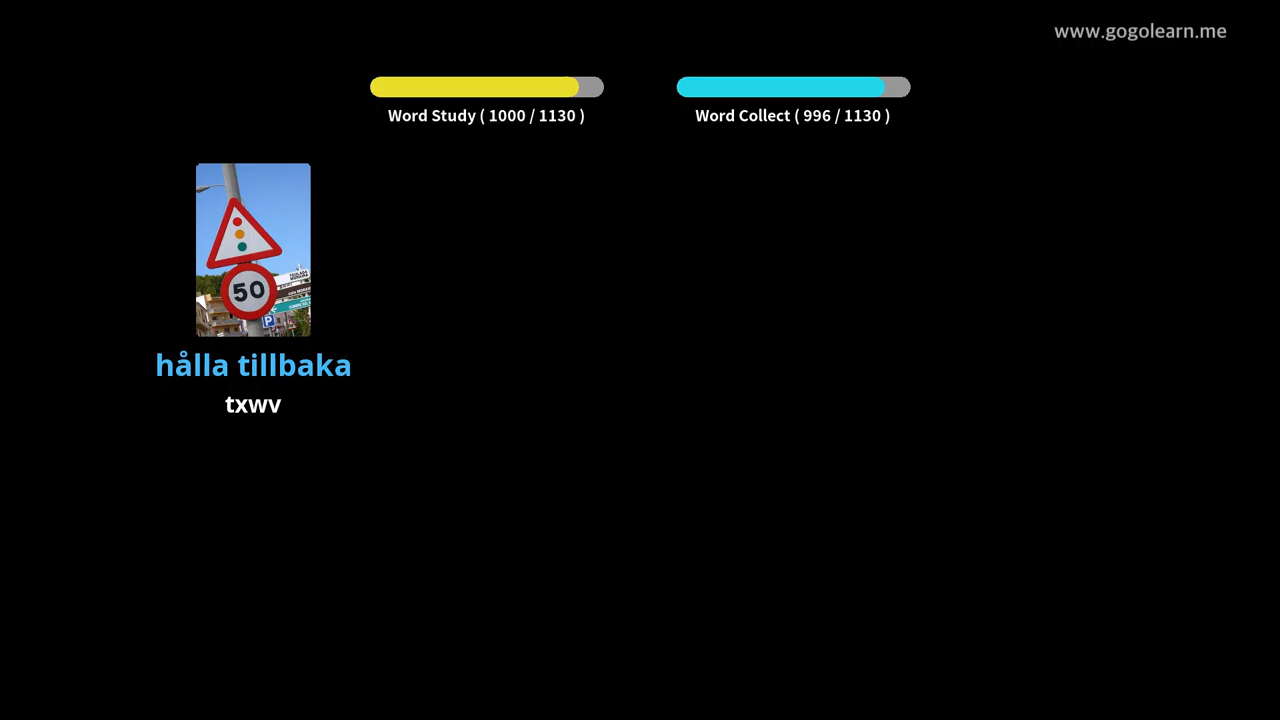 www.gogolearn.me
Word Study ( 1000 / 1130 )
Word Collect ( 996 / 1130 )
50
P
hålla tillbaka
txwv